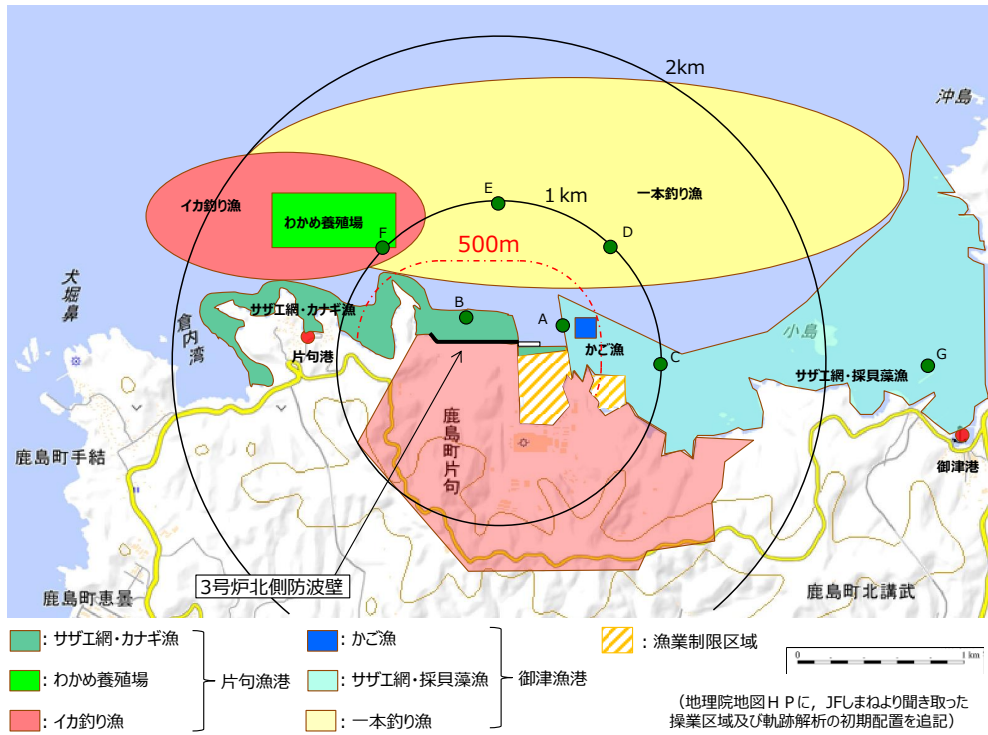 2km
沖島
一本釣り漁
イカ釣り漁
わかめ養殖場
E
1km
F
D
500m
犬堀鼻
倉内湾
サザエ網・カナギ漁
片句港
B
A
かご漁
C
小島
G
サザエ網・採貝藻漁
御津港
鹿島町手結
鹿島町片句
3号炉北側防波壁
鹿島町恵曇
鹿島町北講武
：サザエ網・カナギ漁
：わかめ養殖場
：イカ釣り漁
片句漁港
：かご漁
：サザエ網・採貝藻漁
：一本釣り漁
御津漁港
：漁業制限区域
0 1 km
（地理院地図ＨＰに，JFしまねより聞き取った
操業区域及び軌跡解析の初期配置を追記）